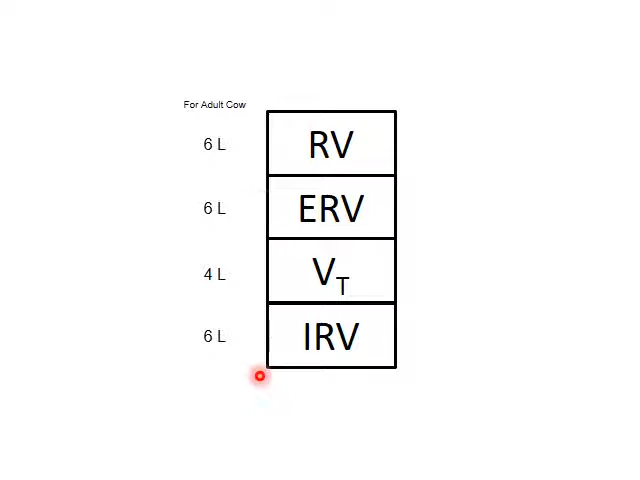 For Adult Cow
6 L RV
6 L ERV
4 L VT
6 L IRV